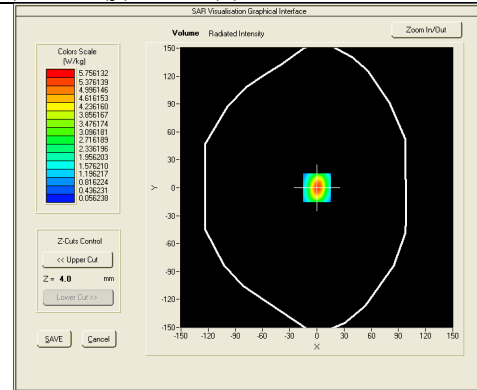 SAR Visualisation Graphical Interface
Volume Radiated Intensity
Zoom In/Out
Colors Scale
(W/kg)
5.756132
5.376139
4.996146
4.616153
4.236160
3.856167
3.476174
3.096181
2.716189
2.336196
1.956203
1.576210
1.196217
0.816224
0.436231
0.056238
150
120
90
60
30
0
-30
-60
-90
-120
-150
Y
-150 -120 -90 -60 -30 0 30 60 90 120 150
X
Z-Cuts Control
<< Upper Cut
Z = 4.0 mm
Lower Cut >>
SAVE
Cancel